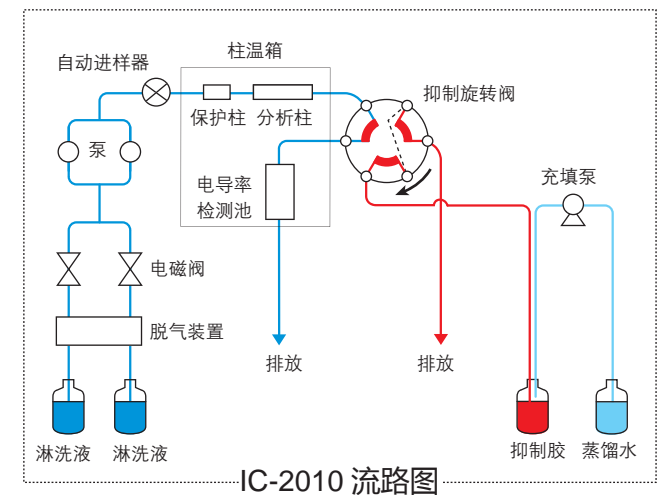 柱温箱
自动进样器
抑制旋转阀
保护柱 分析柱
泵
电导率
检测池
充填泵
电磁阀
脱气装置
排放
排放
淋洗液
淋洗液
抑制胶
蒸馏水
IC-2010 流路图